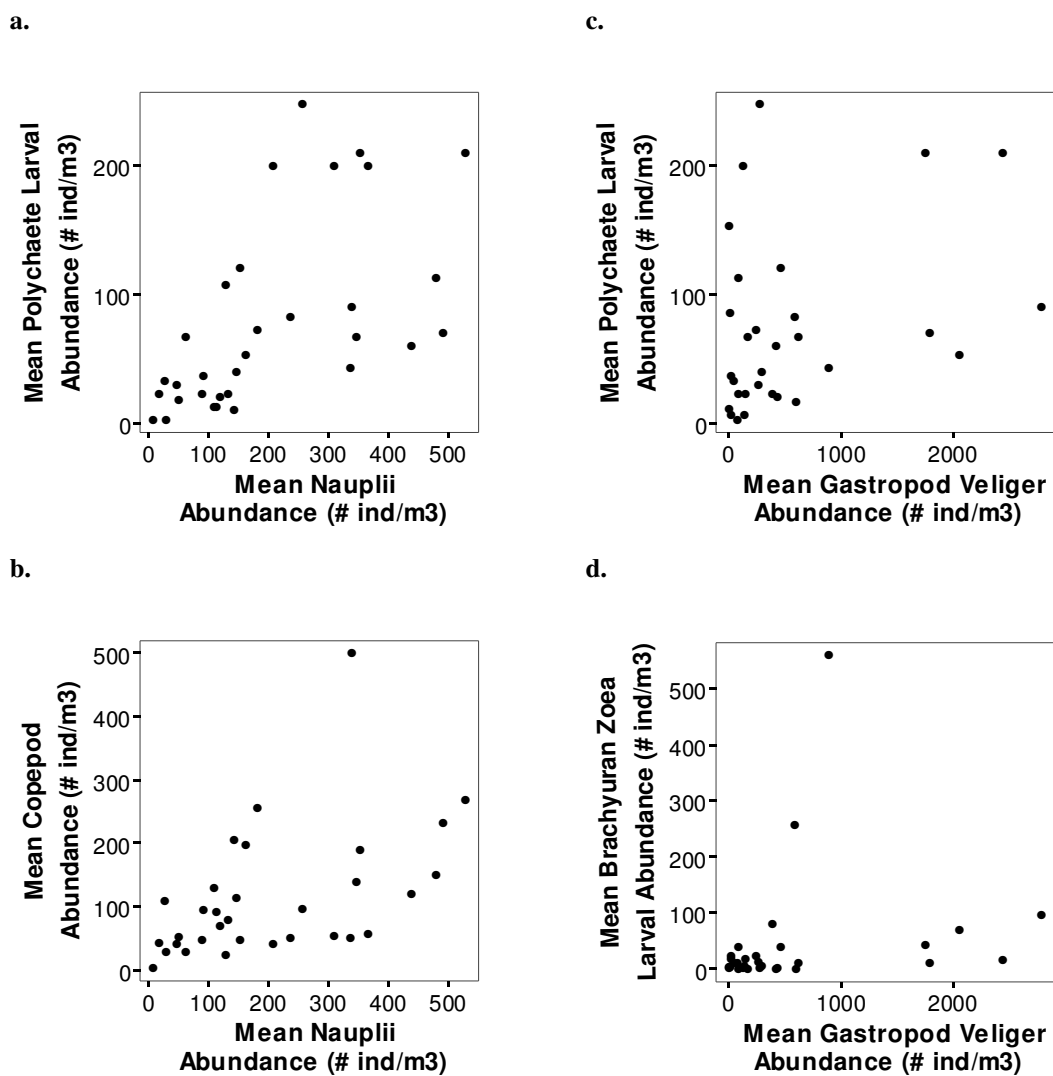 a.
Mean Polychaete Larval
Abundance (# ind/m3)
200
100
0
0 100 200 300 400 500
Mean Nauplii
Abundance (# ind/m3)
c.
Mean Polychaete Larval
Abundance (# ind/m3)
200
100
0
0 1000 2000
Mean Gastropod Veliger
Abundance (# ind/m3)
b.
Mean Copepod
Abundance (# ind/m3)
500
400
300
200
100
0
0 100 200 300 400 500
Mean Nauplii
Abundance (# ind/m3)
d.
Mean Brachyuran Zoea
Larval Abundance (# ind/m3)
500
400
300
200
100
0
0 1000 2000
Mean Gastropod Veliger
Abundance (# ind/m3)